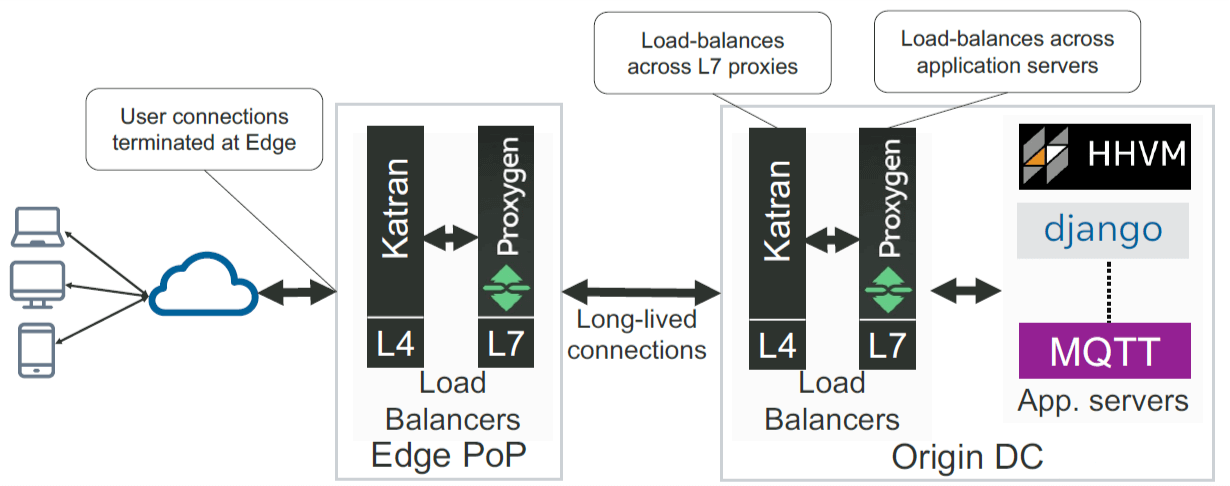 User connections
terminated at Edge
Katran
L4
Proxygen
L7
Load
Balancers
Edge PoP
Long-lived
connections
Load-balances
across L7 proxies
Load-balances across
application servers
Katran
L4
Proxygen
L7
Load
Balancers
HHVM
django
MQTT
App. servers
Origin DC